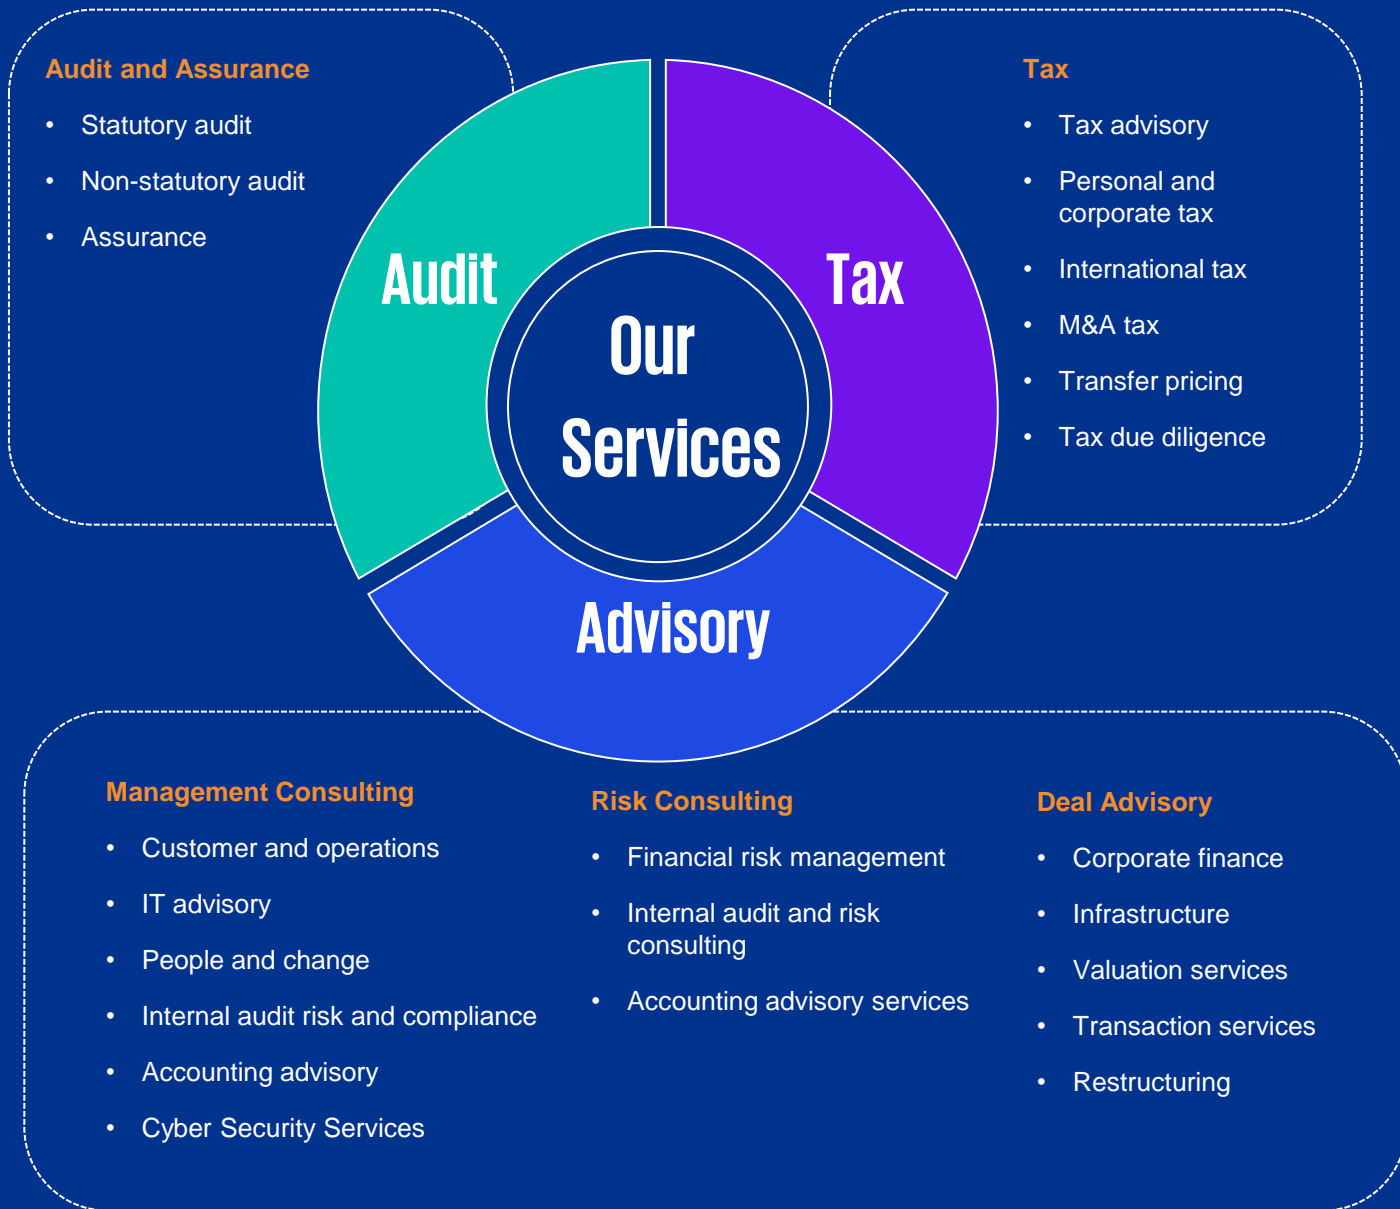 Audit and Assurance
• Statutory audit
• Non-statutory audit
• Assurance
Tax
• Tax advisory
• Personal and
corporate tax
• International tax
• M&A tax
• Transfer pricing
• Tax due diligence
Audit
Tax
Our
Services
Advisory
Management Consulting
• Customer and operations
• IT advisory
• People and change
• Internal audit risk and compliance
• Accounting advisory
• Cyber Security Services
Risk Consulting
• Financial risk management
• Internal audit and risk
consulting
• Accounting advisory services
Deal Advisory
• Corporate finance
• Infrastructure
• Valuation services
• Transaction services
• Restructuring